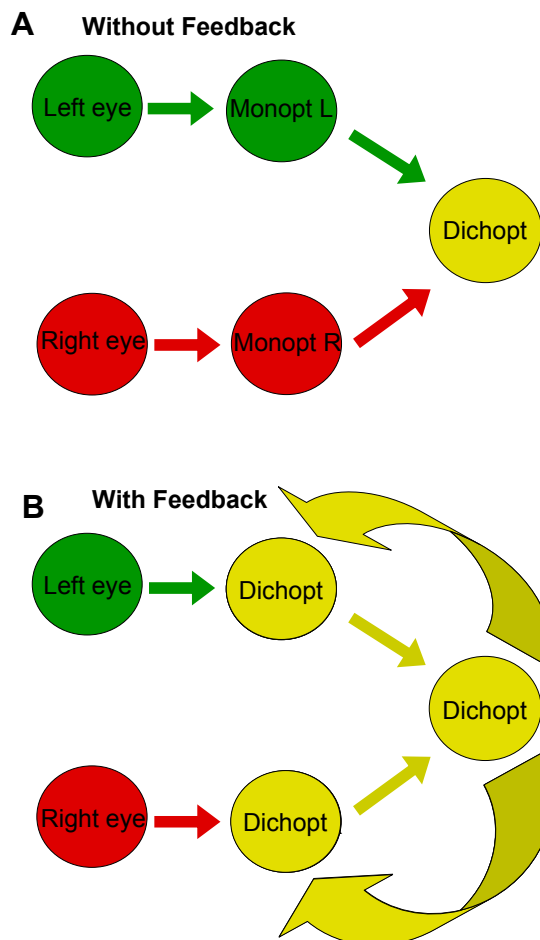 A Without Feedback
Left eye
Monopt L
Dichopt
Right eye
Monopt R
B With Feedback
Left eye
Dichopt
Dichopt
Right eye
Dichopt